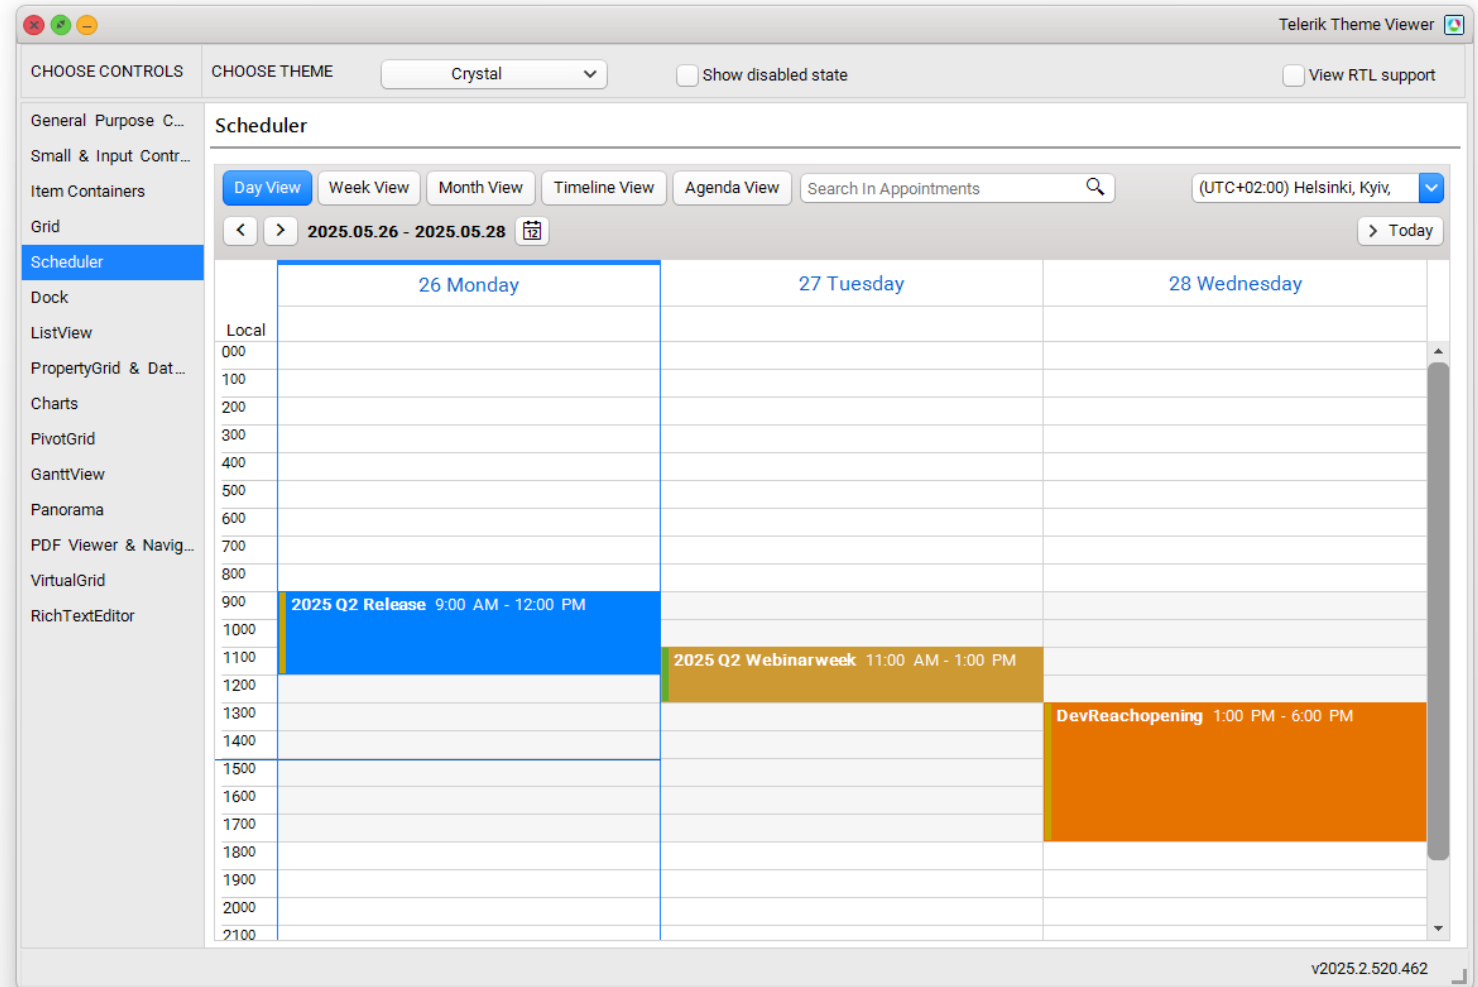 Telerik Theme Viewer
CHOOSE CONTROLS
CHOOSE THEME
Crystal
Show disabled state
View RTL support
General Purpose C...
Small & Input Contr...
Item Containers
Grid
Scheduler
Dock
ListView
PropertyGrid & Dat...
Charts
PivotGrid
GanttView
Panorama
PDF Viewer & Navig...
VirtualGrid
RichTextEditor
Scheduler
Day View
Week View
Month View
Timeline View
Agenda View
Search In Appointments
(UTC+02:00) Helsinki, Kyiv,
2025.05.26 - 2025.05.28
12
Today
26 Monday
27 Tuesday
28 Wednesday
Local
000
100
200
300
400
500
600
700
800
900
2025 Q2 Release 9:00 AM - 12:00 PM
1000
1100
2025 Q2 Webinarweek 11:00 AM - 1:00 PM
1200
1300
DevReachopening 1:00 PM - 6:00 PM
1400
1500
1600
1700
1800
1900
2000
2100
v2025.2.520.462